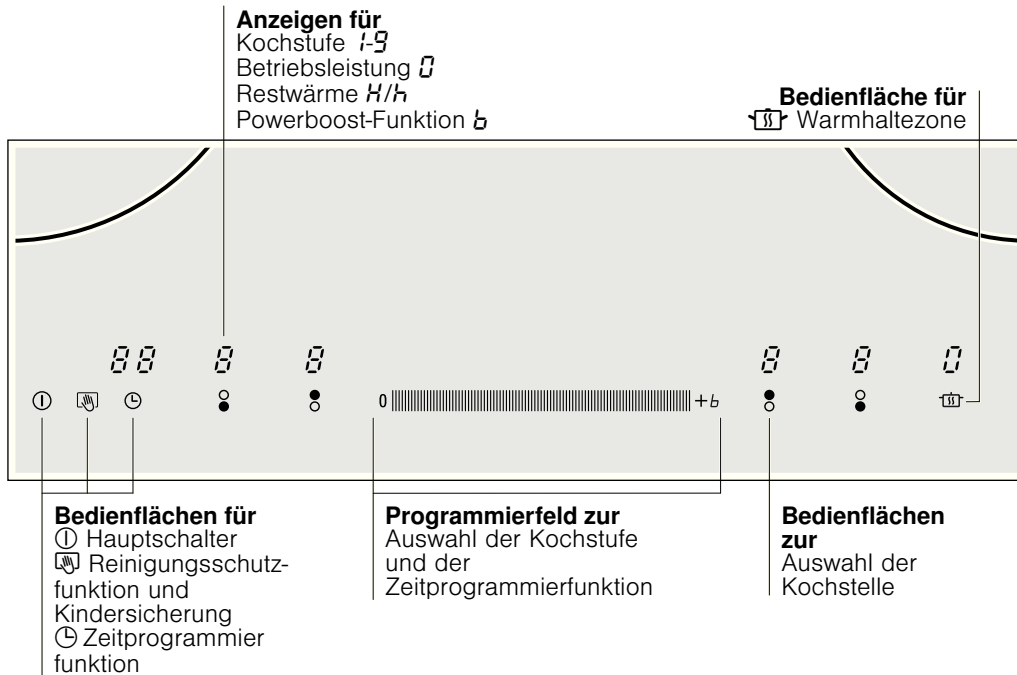 Anzeigen für
Kochstufe 1-9
Betriebsleistung 0
Restwärme H/h
Powerboost-Funktion b
Bedienfläche für
Warmhaltezone
88 8 8 8 8 0
0 +b
Bedienflächen für
Hauptschalter
Reinigungsschutz-
funktion und
Kindersicherung
Zeitprogrammier
funktion
Programmierfeld zur
Auswahl der Kochstufe
und der
Zeitprogrammierfunktion
Bedienflächen
zur
Auswahl der
Kochstelle